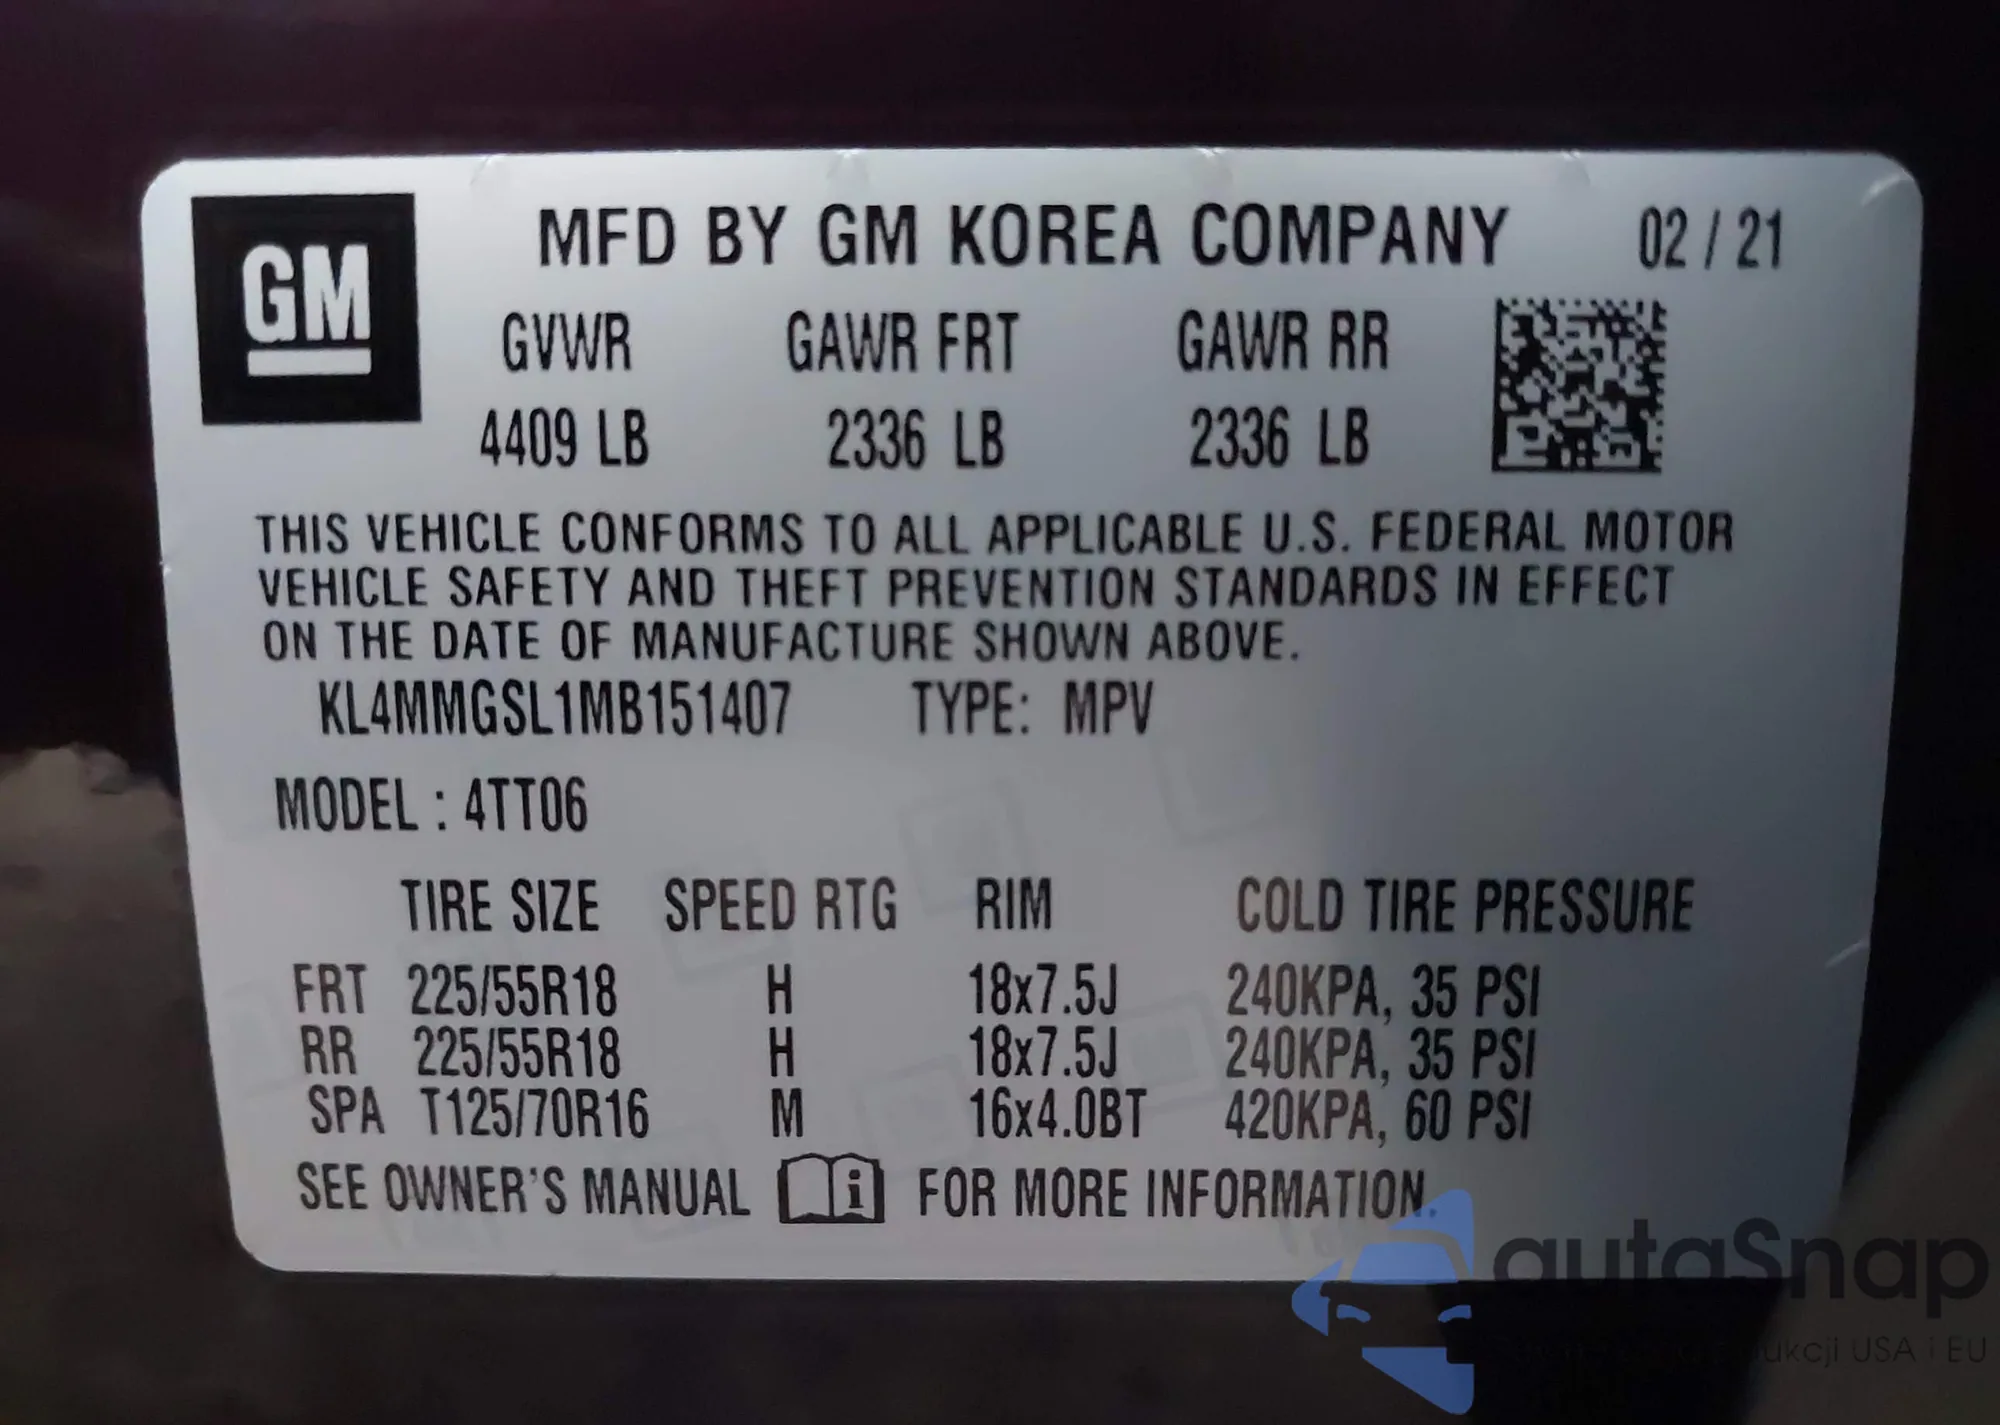 GM
MFD BY GM KOREA COMPANY 02 / 21
GVWR GAWR FRT GAWR RR
4409 LB 2336 LB 2336 LB
THIS VEHICLE CONFORMS TO ALL APPLICABLE U.S. FEDERAL MOTOR
VEHICLE SAFETY AND THEFT PREVENTION STANDARDS IN EFFECT
ON THE DATE OF MANUFACTURE SHOWN ABOVE.
KL4MMGSL1MB151407 TYPE: MPV
MODEL : 4TT06
TIRE SIZE SPEED RTG RIM COLD TIRE PRESSURE
FRT 225/55R18 H 18x7.5J 240KPA, 35 PSI
RR 225/55R18 H 18x7.5J 240KPA, 35 PSI
SPA T125/70R16 M 16x4.0BT 420KPA, 60 PSI
SEE OWNER'S MANUAL i FOR MORE INFORMATION.
autaSnap
USA i EU